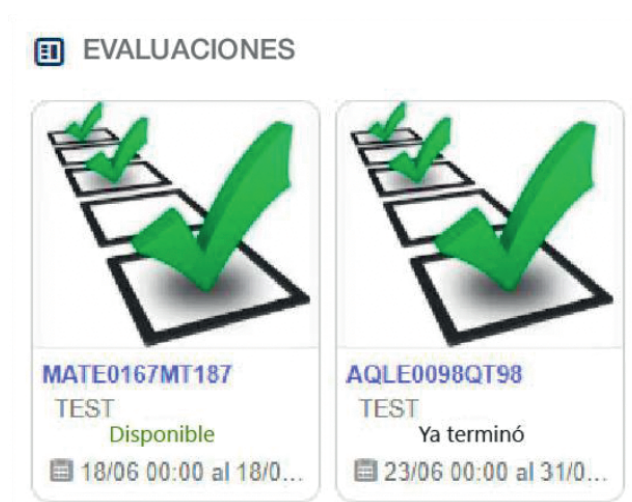 EVALUACIONES
MATE0167MT187
TEST
Disponible
18/06 00:00 al 18/0...
AQLE0098QT98
TEST
Ya terminó
23/06 00:00 al 31/0...